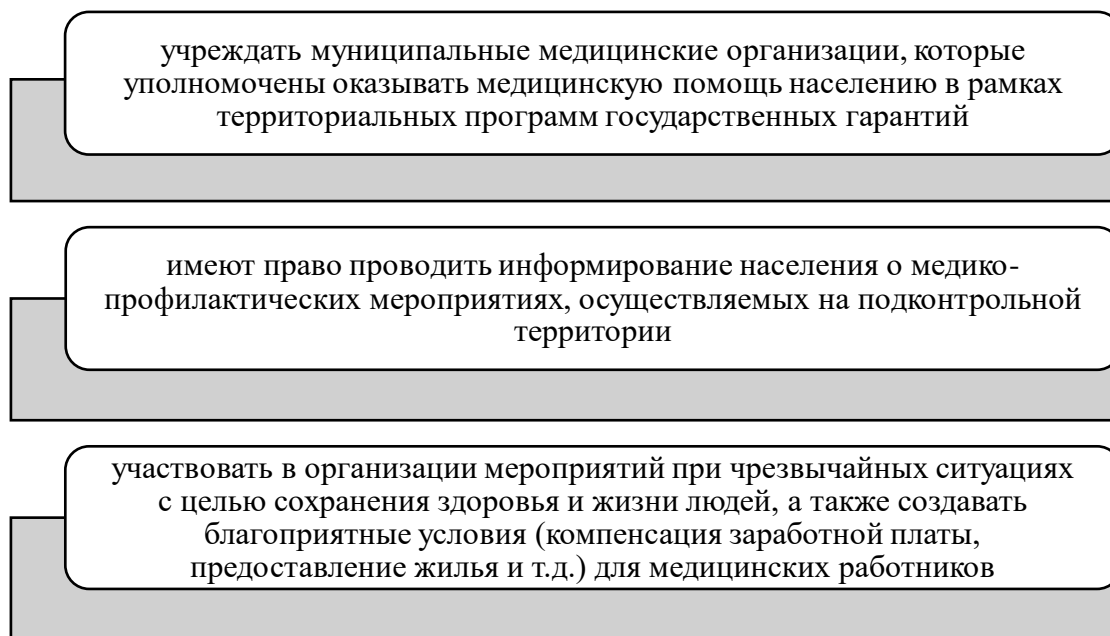 учреждать муниципальные медицинские организации, которые
уполномочены оказывать медицинскую помощь населению в рамках
территориальных программ государственных гарантий
имеют право проводить информирование населения о медико-
профилактических мероприятиях, осуществляемых на подконтрольной
территории
участвовать в организации мероприятий при чрезвычайных ситуациях
с целью сохранения здоровья и жизни людей, а также создавать
благоприятные условия (компенсация заработной платы,
предоставление жилья и т.д.) для медицинских работников